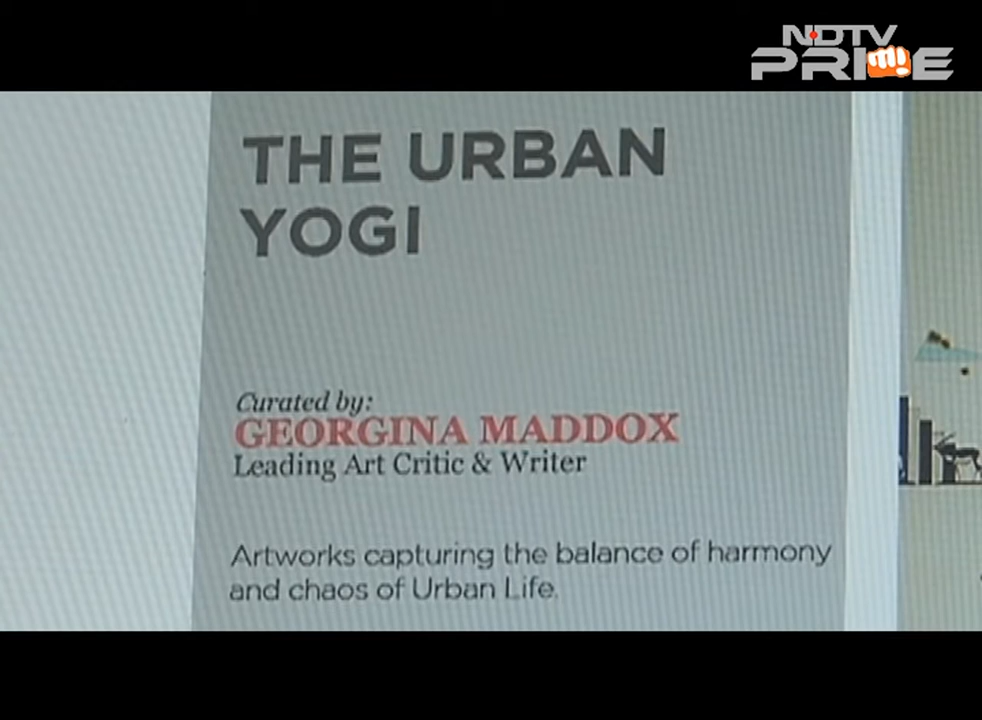 NDTV
PRIME
THE URBAN
YOGI
Curated by:
GEORGINA MADDOX
Leading Art Critic & Writer
Artworks capturing the balance of harmony
and chaos of Urban Life.